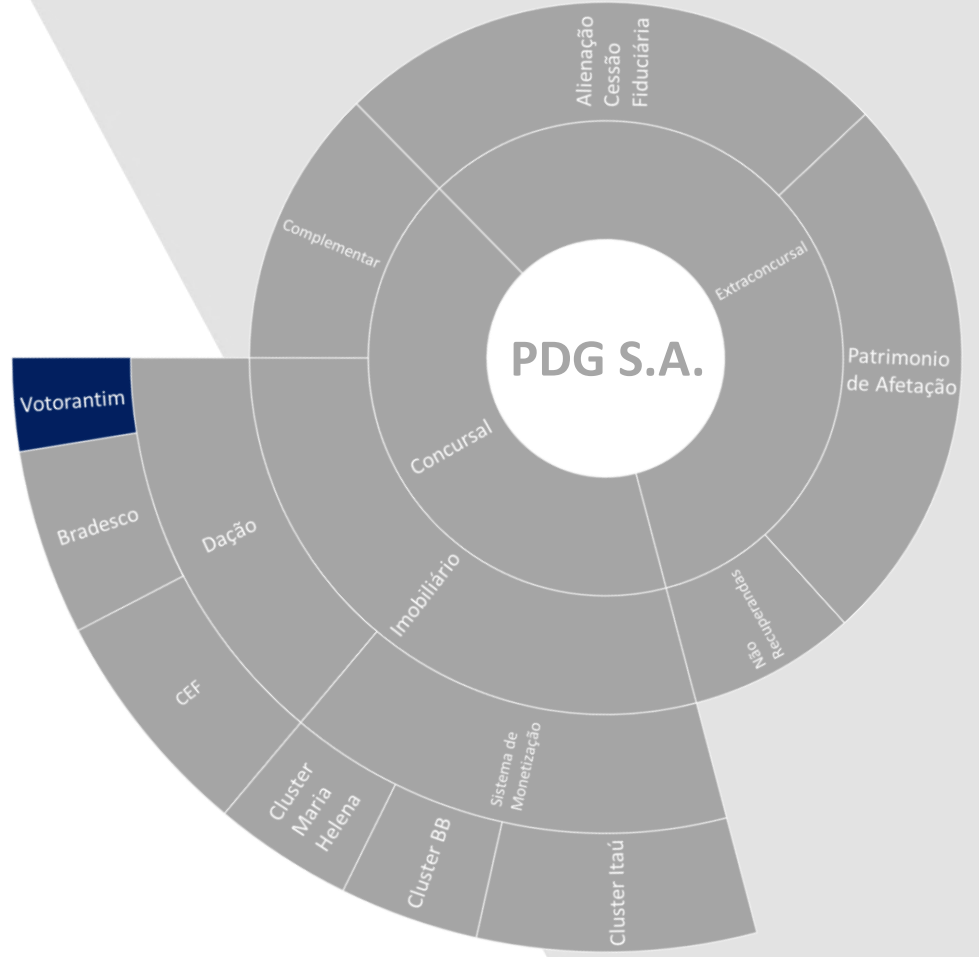 PDG S.A.
Extraconcursal
Concursal
Alienação
Cessão
Fiduciária
Patrimonio
de Afetação
Não
Recuperandas
Complementar
Imobiliário
Dação
Sistema de
Monetização
Votorantim
Bradesco
CEF
Cluster
Maria
Helena
Cluster BB
Cluster Itaú